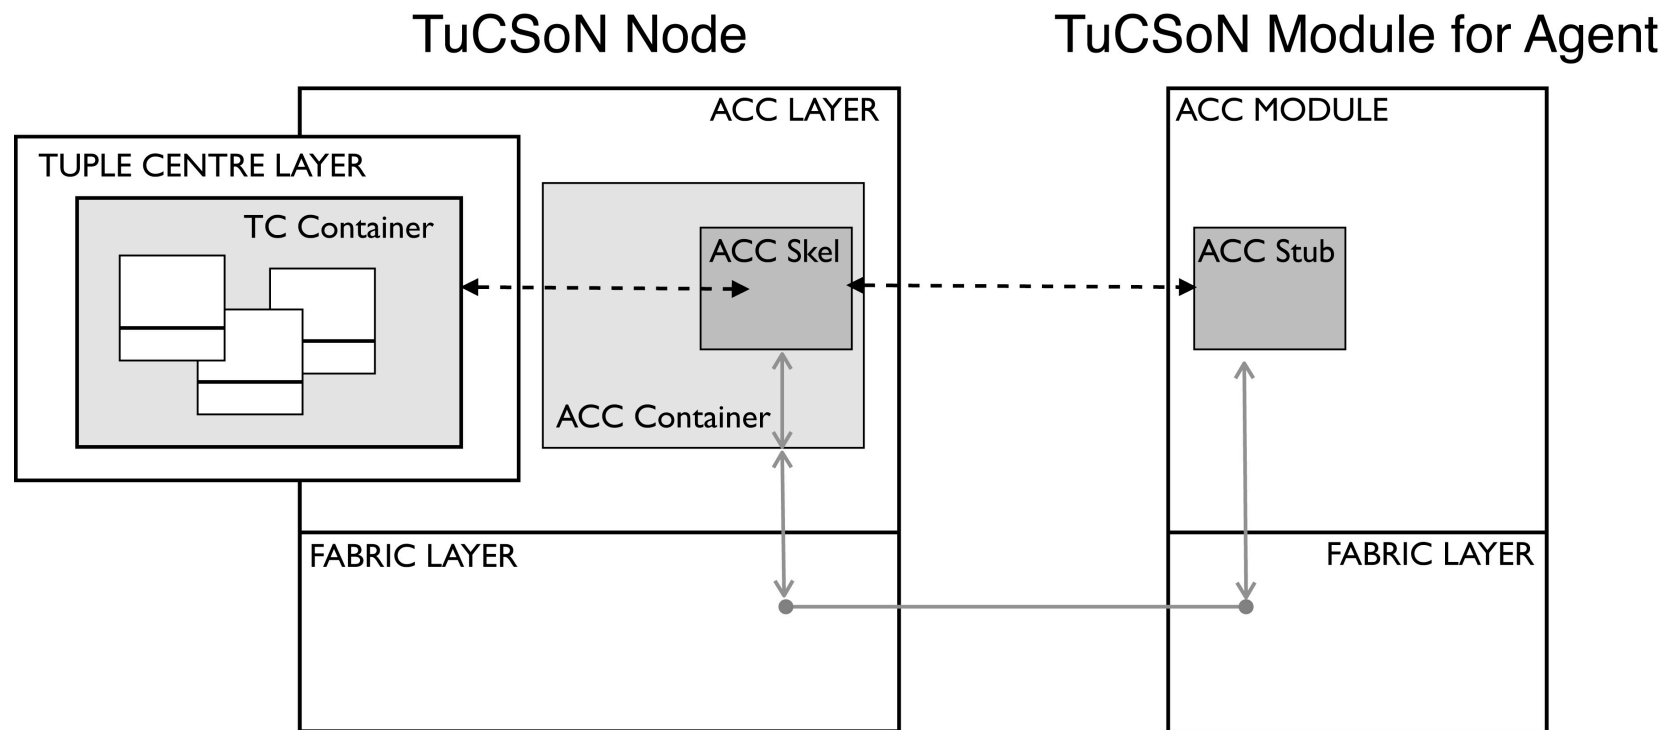 TuCSoN Node
TuCSoN Module for Agent
ACC LAYER
TUPLE CENTRE LAYER
TC Container
ACC Skel
ACC Container
FABRIC LAYER
ACC MODULE
ACC Stub
FABRIC LAYER